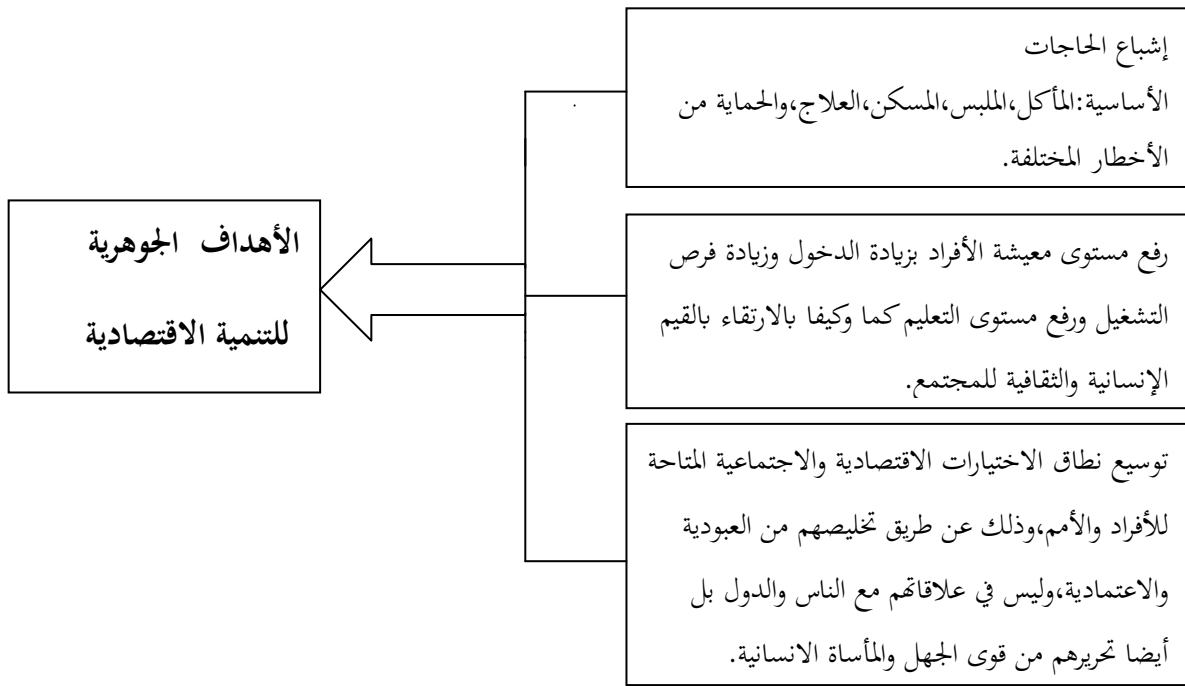 إشباع الحاجات
الأساسية:المأكل،الملبس،المسكن،العلاج،والحماية من
الأخطار المختلفة.
الأهداف الجوهرية
للتنمية الاقتصادية
رفع مستوى معيشة الأفراد بزيادة الدخول وزيادة فرص
التشغيل ورفع مستوى التعليم كما وكيفا بالارتقاء بالقيم
الإنسانية والثقافية للمجتمع.
توسيع نطاق الاختيارات الاقتصادية والاجتماعية المتاحة
للأفراد والأمم،وذلك عن طريق تخليصهم من العبودية
والاعتمادية،وليس في علاقاتهم مع الناس والدول بل
أيضا تحريرهم من قوى الجهل والمأساة الانسانية.